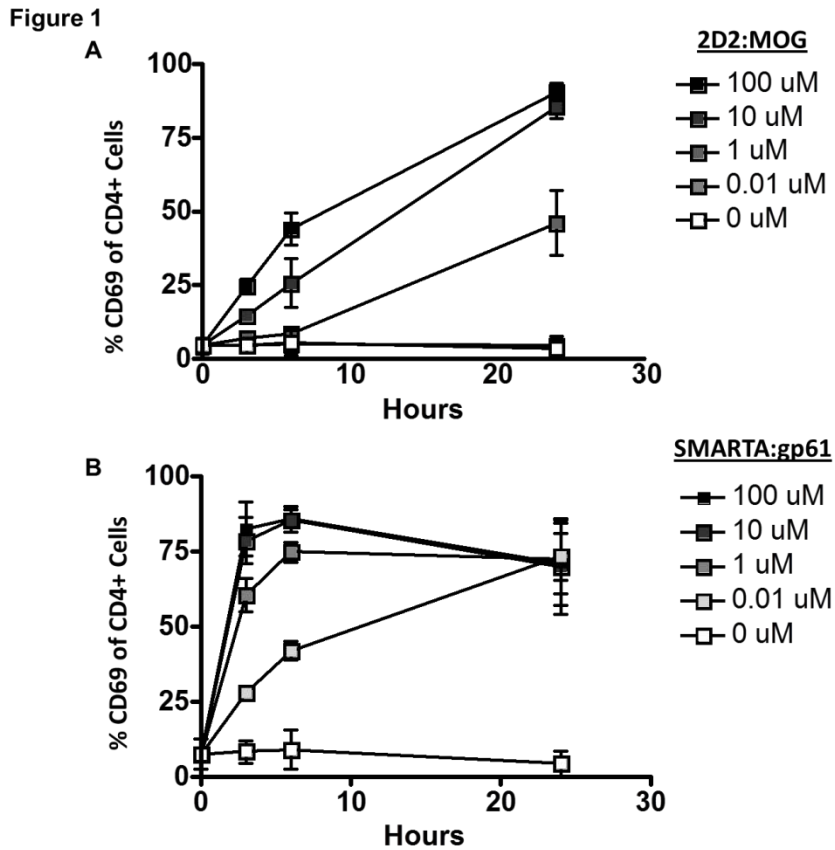 Figure 1
A
2D2:MOG
100 uM
10 uM
1 uM
0.01 uM
0 uM
% CD69 of CD4+ Cells
100
75
50
25
0
0 10 20 30
Hours
B
SMARTA:gp61
100 uM
10 uM
1 uM
0.01 uM
0 uM
% CD69 of CD4+ Cells
100
75
50
25
0
0 10 20 30
Hours